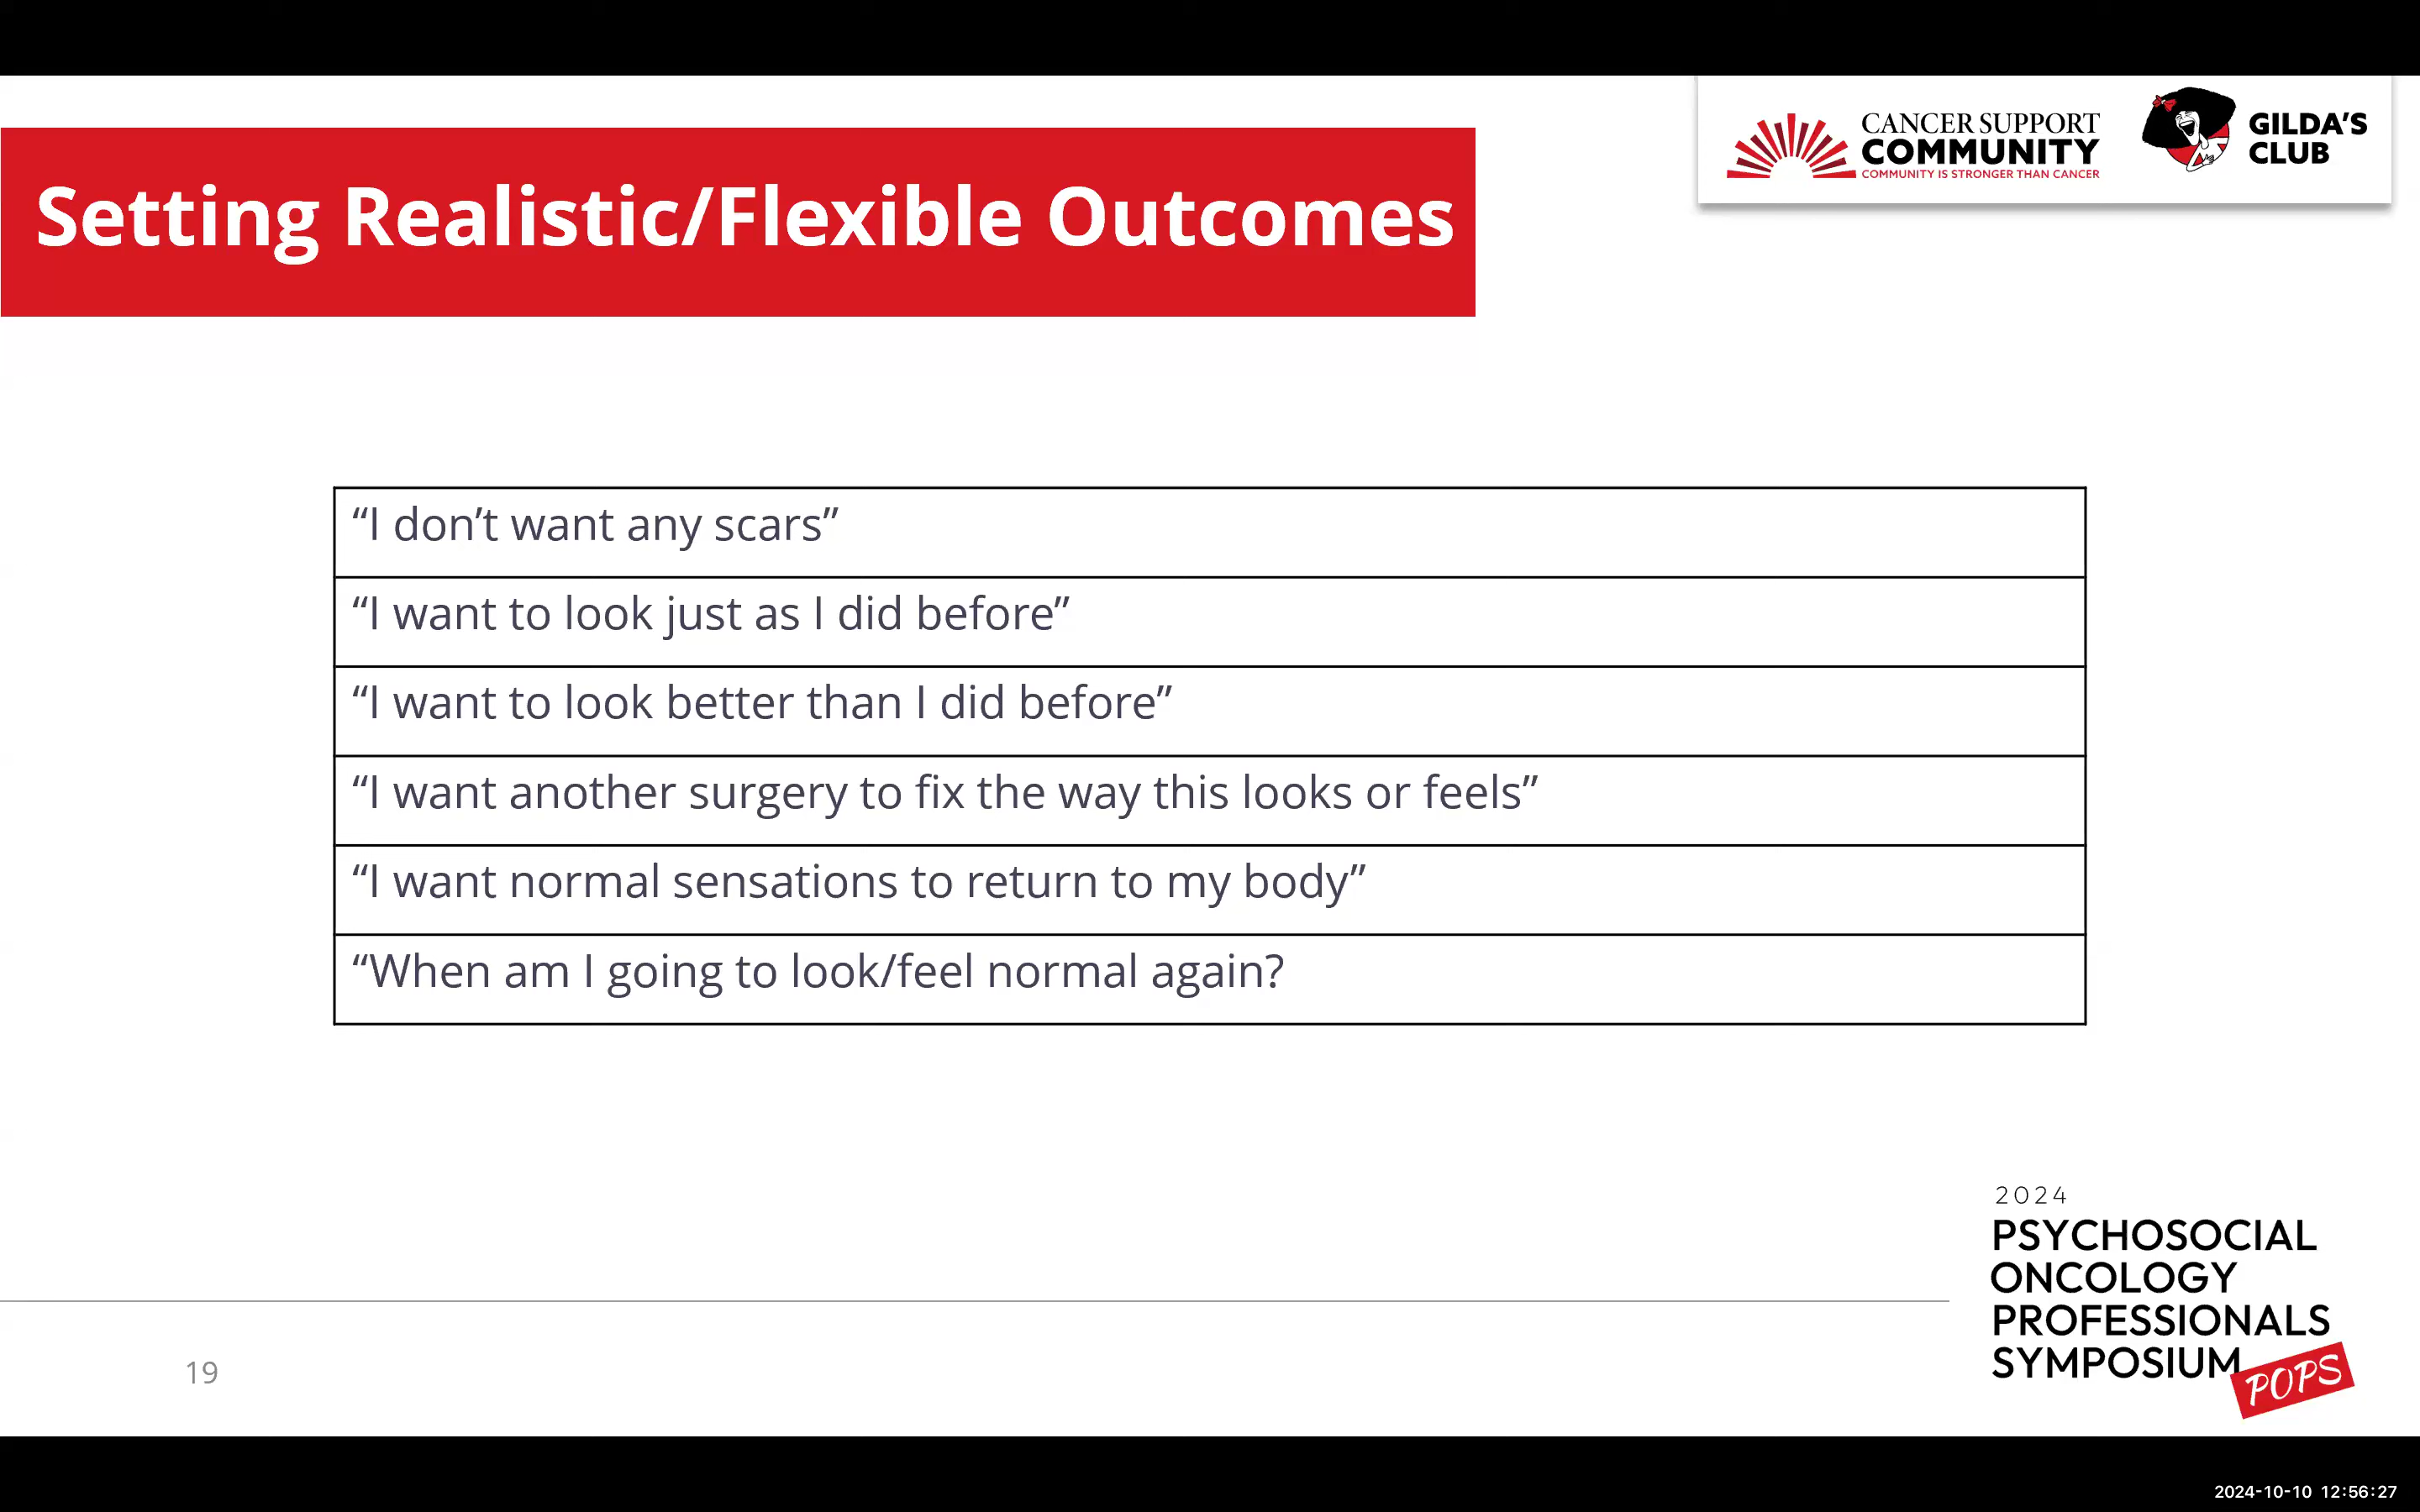 CANCER SUPPORT
COMMUNITY
COMMUNITY IS STRONGER THAN CANCER
GILDA'S
CLUB
Setting Realistic/Flexible Outcomes
“I don’t want any scars”
“I want to look just as I did before”
“I want to look better than I did before”
“I want another surgery to fix the way this looks or feels”
“I want normal sensations to return to my body”
“When am I going to look/feel normal again?
2024
PSYCHOSOCIAL
ONCOLOGY
PROFESSIONALS
SYMPOSIUM
POPS
19
2024-10-10 12:56:27